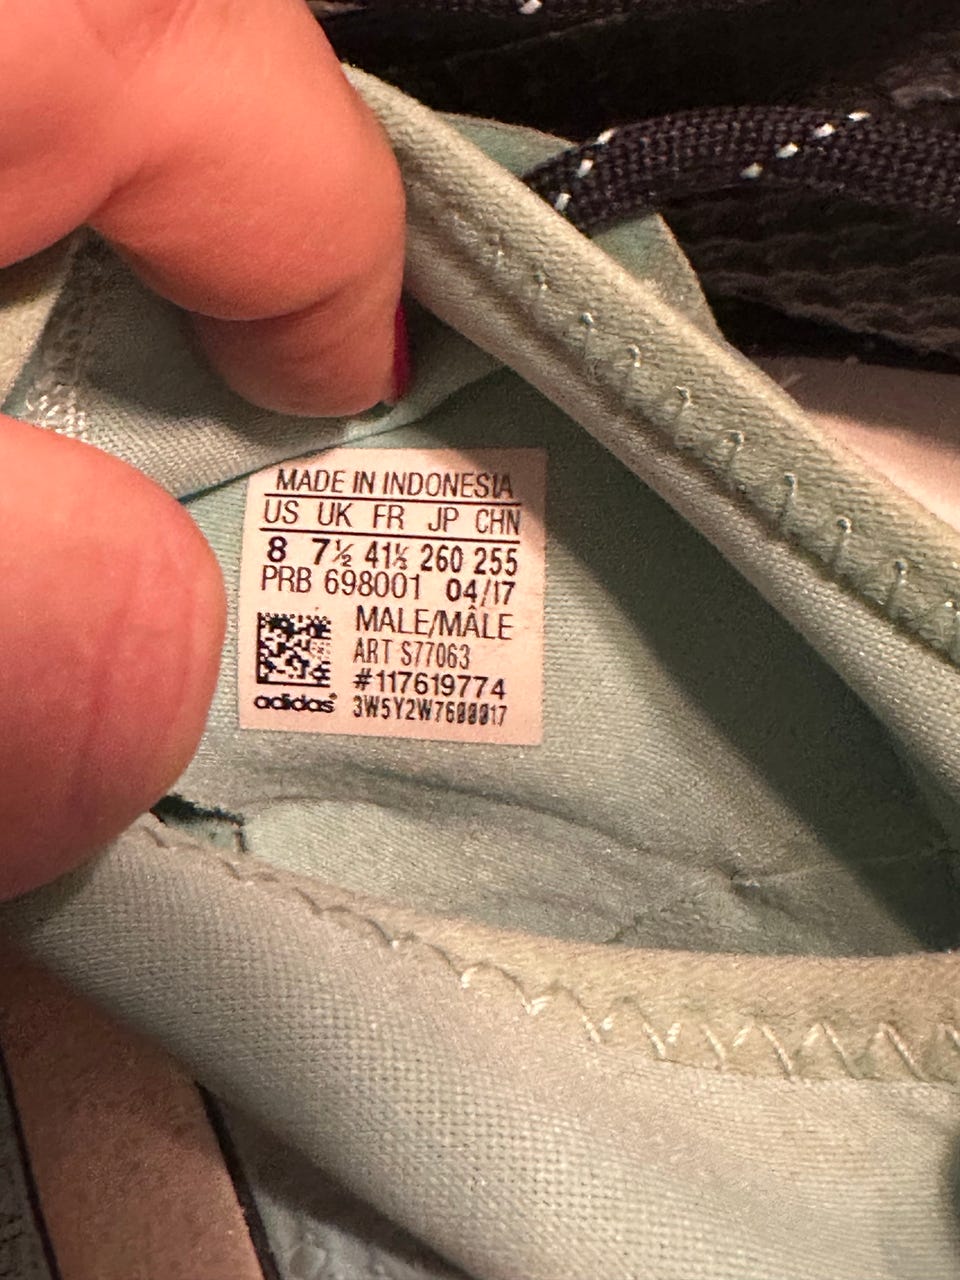 MADE IN INDONESIA
US UK FR JP CHN
8 7½ 41⅓ 260 255
PRB 698001 04/17
MALE/MÂLE
ART S77063
#117619774
adidas® 3W5Y2W7600017